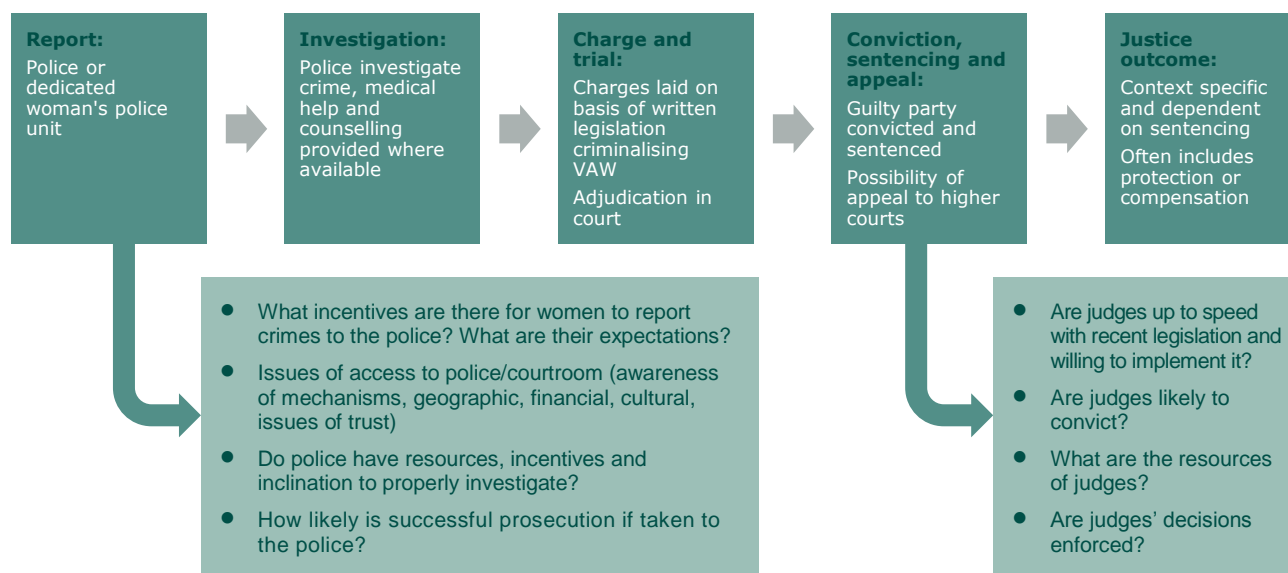 Report:
Police or
dedicated
woman's police
unit
Investigation:
Police investigate
crime, medical
help and
counselling
provided where
available
Charge and
trial:
Charges laid on
basis of written
legislation
criminalising
VAW
Adjudication in
court
Conviction,
sentencing and
appeal:
Guilty party
convicted and
sentenced
Possibility of
appeal to higher
courts
Justice
outcome:
Context specific
and dependent
on sentencing
Often includes
protection or
compensation
• What incentives are there for women to report
crimes to the police? What are their expectations?
• Issues of access to police/courtroom (awareness
of mechanisms, geographic, financial, cultural,
issues of trust)
• Do police have resources, incentives and
inclination to properly investigate?
• How likely is successful prosecution if taken to
the police?
• Are judges up to speed
with recent legislation and
willing to implement it?
• Are judges likely to
convict?
• What are the resources
of judges?
• Are judges’ decisions
enforced?